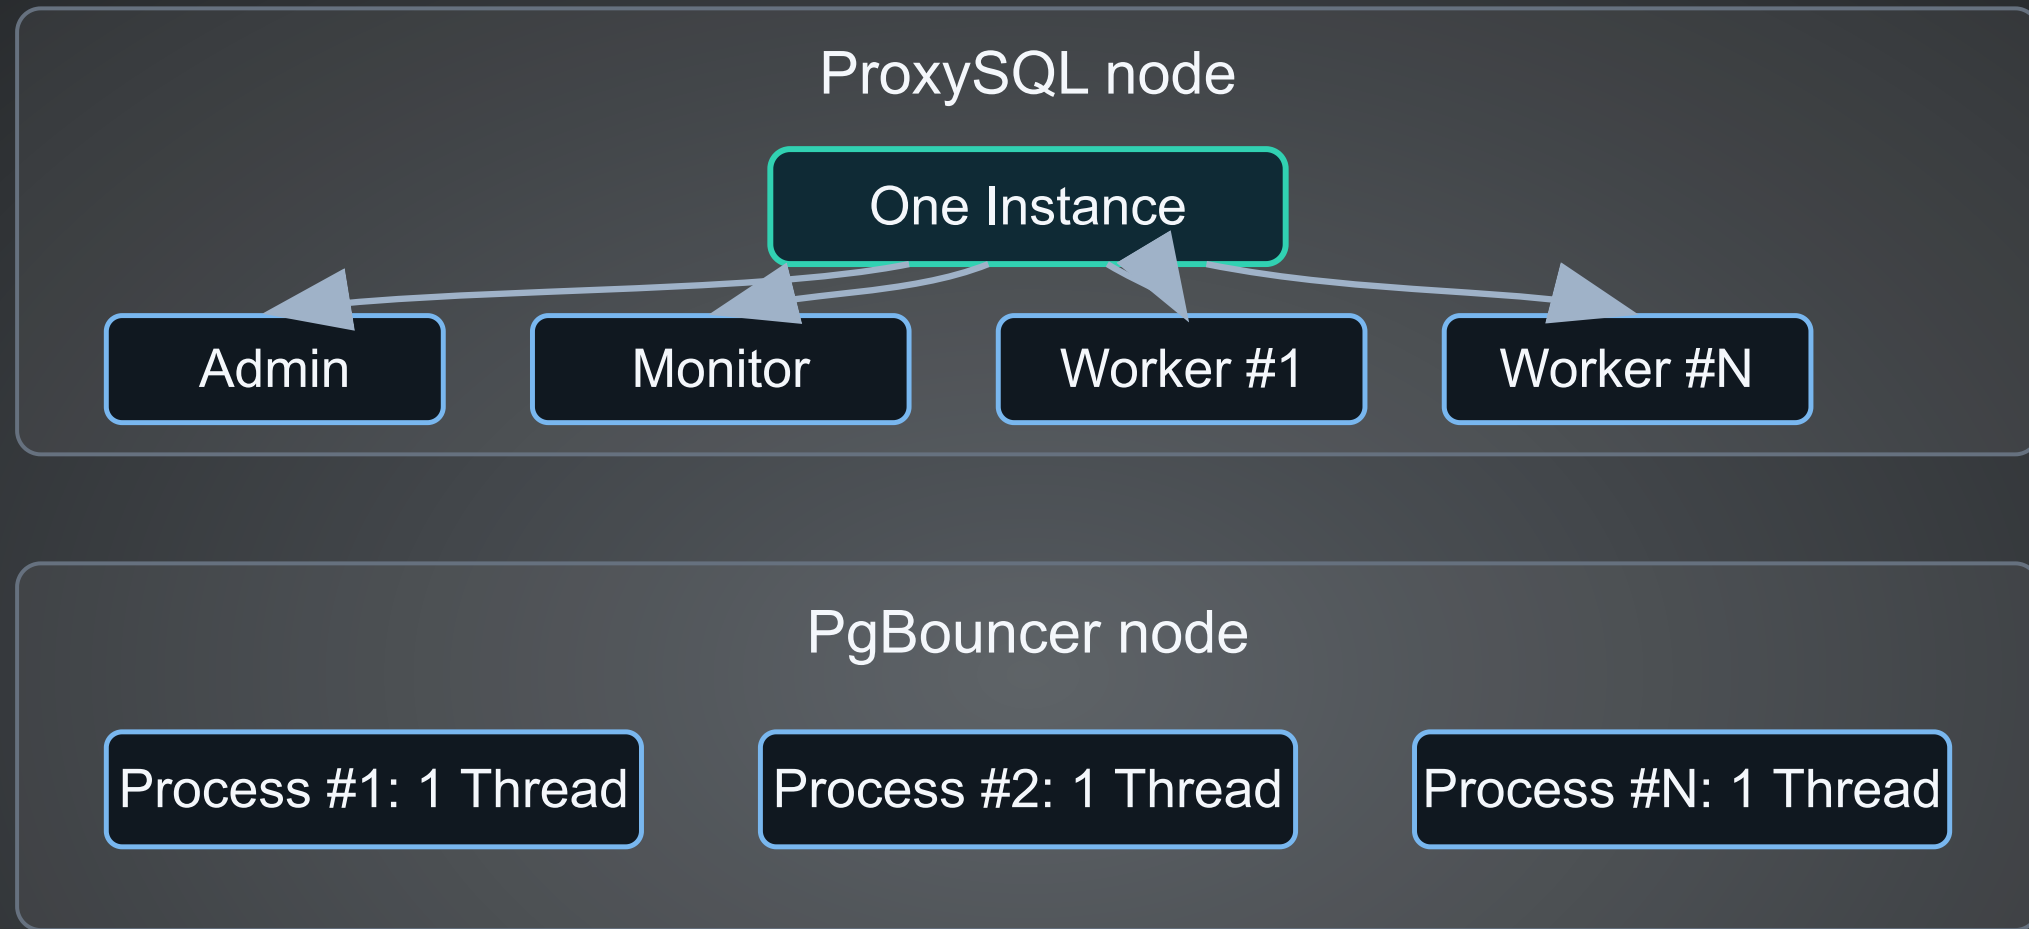 ProxySQL node
One Instance
Admin
Monitor
Worker #1
Worker #N
PgBouncer node
Process #1: 1 Thread
Process #2: 1 Thread
Process #N: 1 Thread